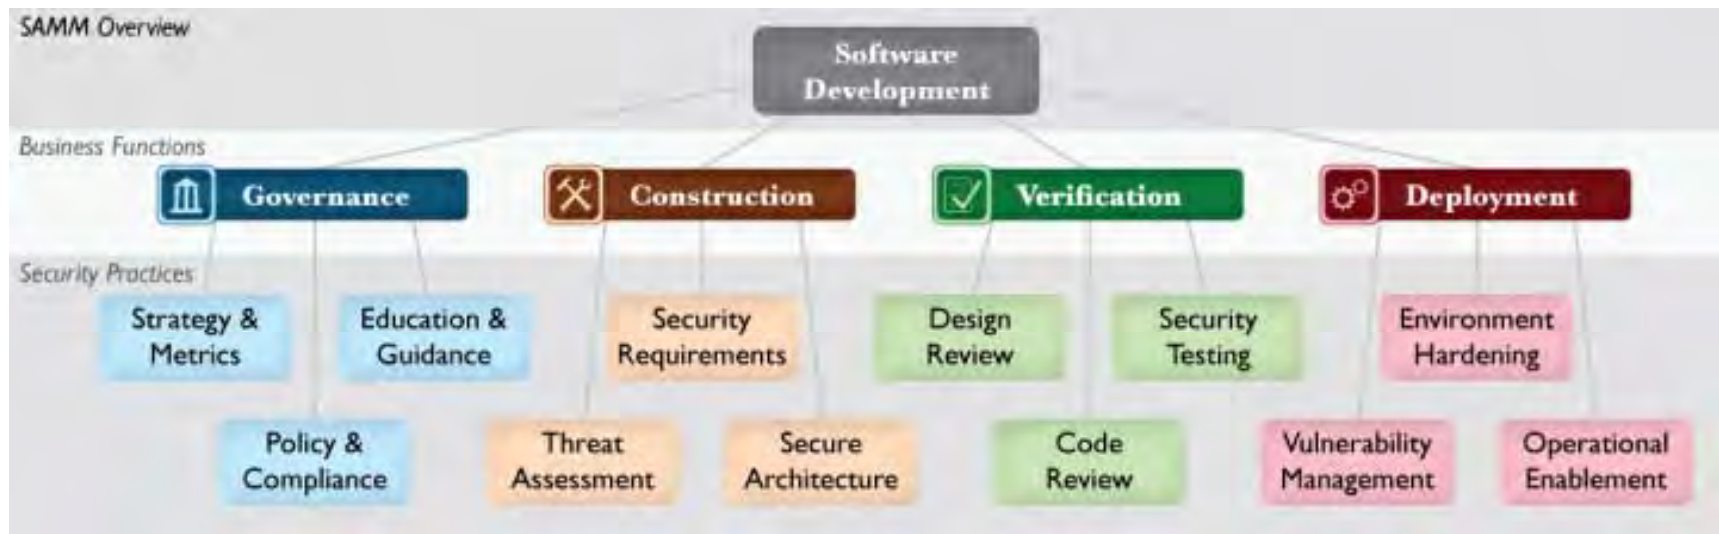 SAMM Overview
Software
Development
Business Functions
Governance
Construction
Verification
Deployment
Security Practices
Strategy &
Metrics
Education &
Guidance
Security
Requirements
Design
Review
Security
Testing
Environment
Hardening
Policy &
Compliance
Threat
Assessment
Secure
Architecture
Code
Review
Vulnerability
Management
Operational
Enablement